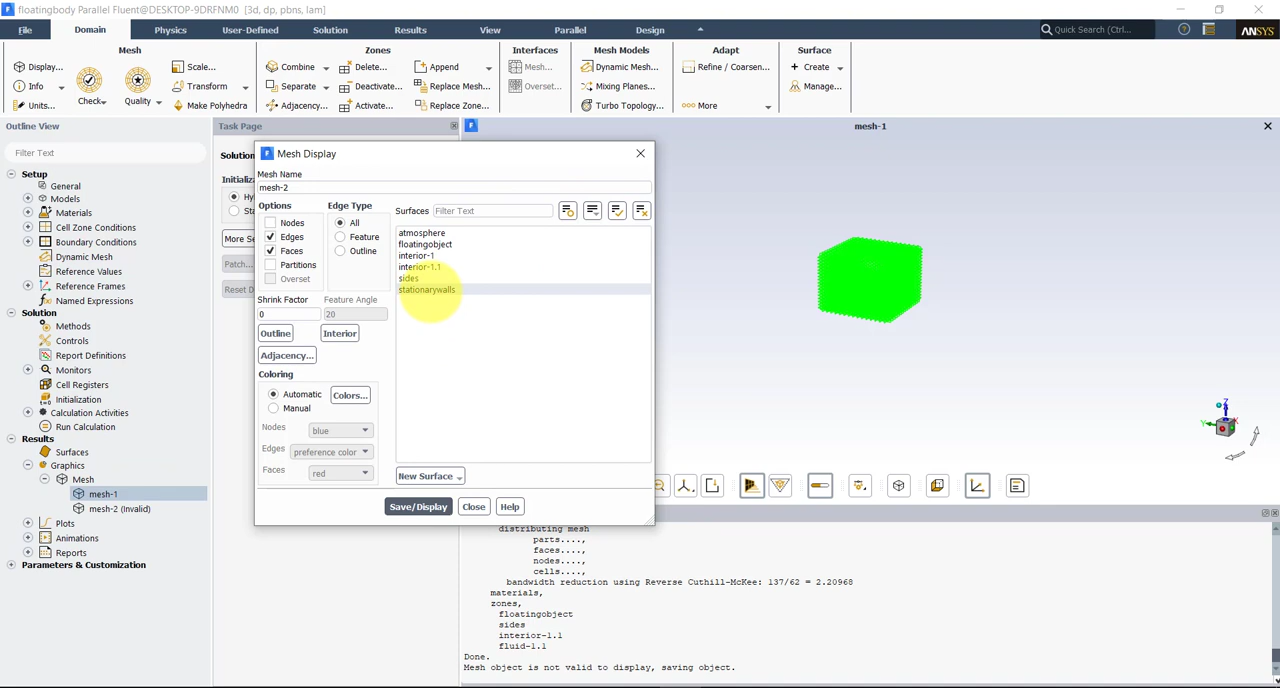 floatingbody Parallel Fluent@DESKTOP-9DRFNM0 [3d, dp, pbns, lam]
File Domain Physics User-Defined Solution Results View Parallel Design Quick Search (Ctrl... ANSYS
Mesh Zones Interfaces Mesh Models Adapt Surface
Display... Scale... Combine Delete... Append Mesh... Dynamic Mesh... Refine / Coarsen... Create
Info Check Quality Transform Separate Deactivate... Replace Mesh... Overset... Mixing Planes... Manage...
Units... Make Polyhedra Adjacency... Activate... Replace Zone... Turbo Topology... More
Outline View
Filter Text
Setup
General
Models
Materials
Cell Zone Conditions
Boundary Conditions
Dynamic Mesh
Reference Values
Reference Frames
Named Expressions
Solution
Methods
Controls
Report Definitions
Monitors
Cell Registers
Initialization
Calculation Activities
Run Calculation
Results
Surfaces
Graphics
Mesh
mesh-1
mesh-2 (Invalid)
Plots
Animations
Reports
Parameters & Customization
Task Page
Solution
Initializa
Hy
Sta
More Se
Patch...
Reset D
Mesh Display
Mesh Name
mesh-2
Options
Nodes
Edges
Faces
Partitions
Overset
Edge Type
All
Feature
Outline
Shrink Factor Feature Angle
0 20
Outline Interior
Adjacency...
Coloring
Automatic Colors...
Manual
Nodes blue
Edges preference color
Faces red
Surfaces Filter Text
atmosphere
floatingobject
interior-1
interior-1.1
sides
stationarywalls
New Surface
Save/Display Close Help
mesh-1
Z
Y
X
distributing mesh
parts....,
faces....,
nodes....,
cells....,
bandwidth reduction using Reverse Cuthill-McKee: 137/62 = 2.20968
materials,
zones,
floatingobject
sides
interior-1.1
fluid-1.1
Done.
Mesh object is not valid to display, saving object.